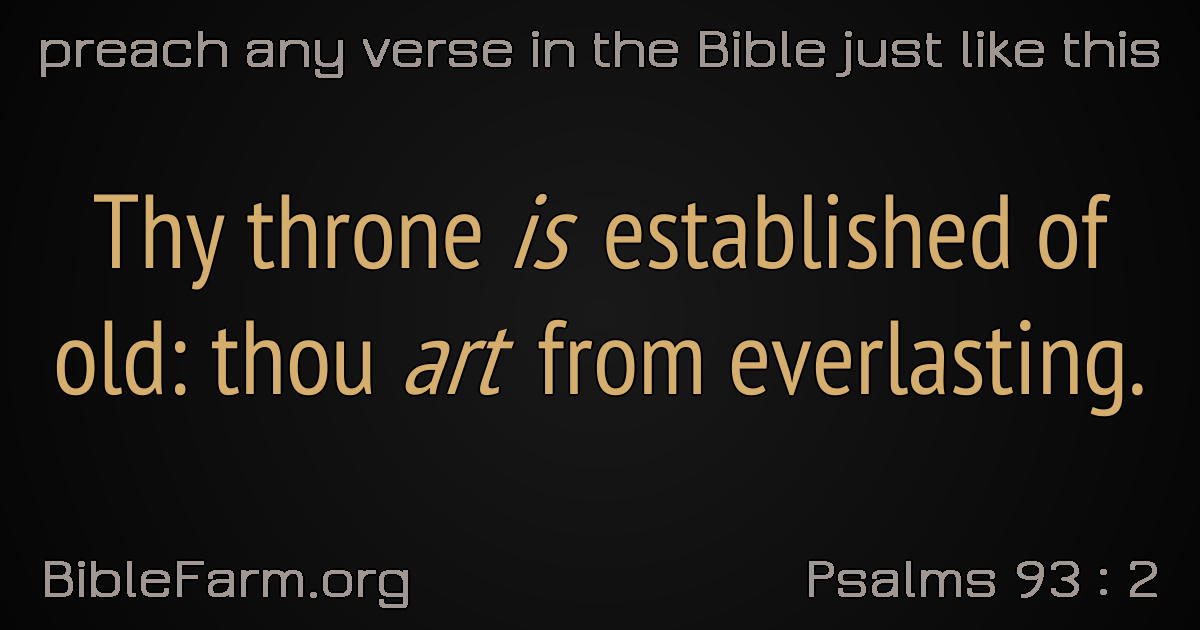 preach any verse in the Bible just like this
Thy throne is established of
old: thou art from everlasting.
BibleFarm.org
Psalms 93 : 2